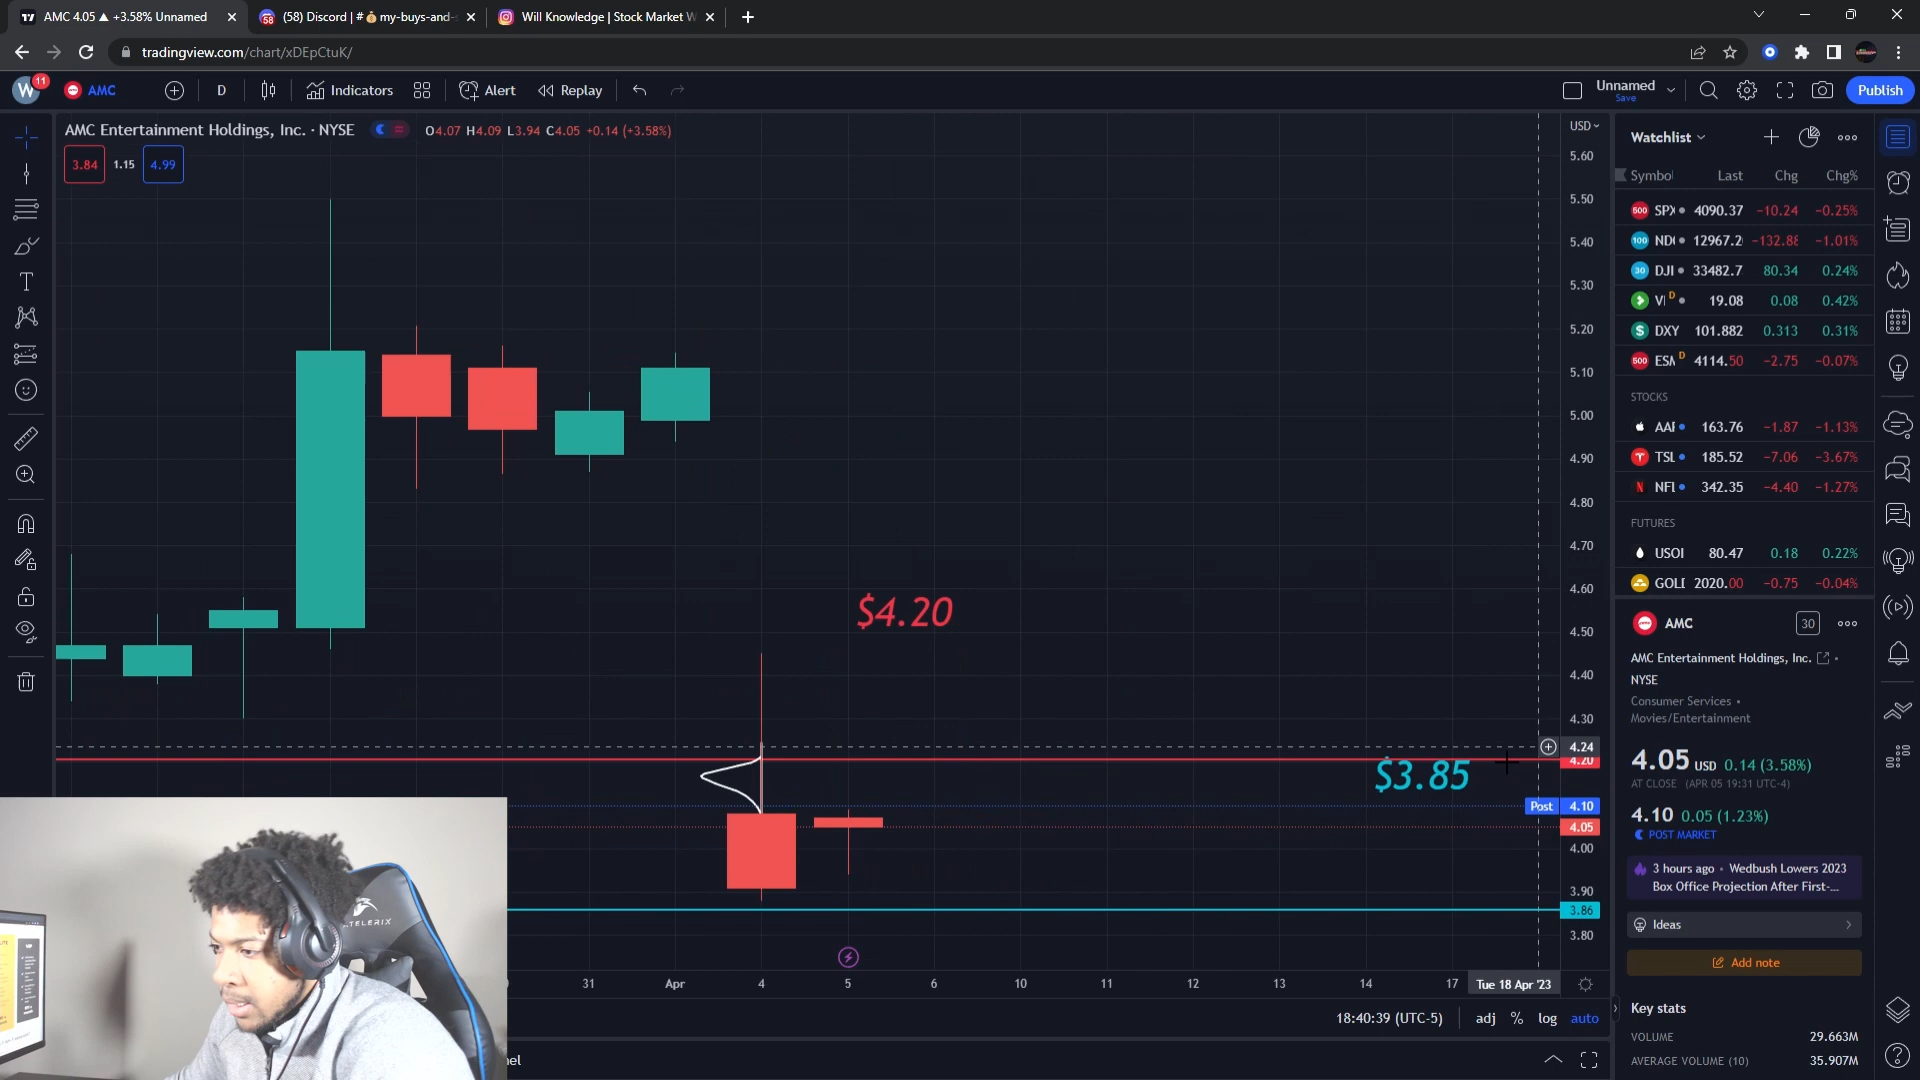 AMC 4.05 ▲ +3.58% Unnamed
(58) Discord | #💰my-buys-and-s
Will Knowledge | Stock Market W
tradingview.com/chart/xDEpCtuK/
W
11
AMC
D
Indicators
Alert
Replay
Unnamed
Save
Publish
AMC Entertainment Holdings, Inc. · NYSE
O4.07 H4.09 L3.94 C4.05 +0.14 (+3.58%)
3.84 1.15 4.99
USD
5.60
5.50
5.40
5.30
5.20
5.10
5.00
4.90
4.80
4.70
4.60
4.50
4.40
4.30
4.24
4.20
Post 4.10
4.05
4.00
3.90
3.86
3.80
$4.20
$3.85
31 Apr 4 5 6 10 11 12 13 14 17 Tue 18 Apr '23
18:40:39 (UTC-5) adj % log auto
nel
TELERIX
Watchlist
Symbol Last Chg Chg%
500 SPX 4090.37 −10.24 −0.25%
100 ND 12967.2 −132.88 −1.01%
30 DJI 33482.7 80.34 0.24%
VI D 19.08 0.08 0.42%
$ DXY 101.882 0.313 0.31%
500 ESM D 4114.50 −2.75 −0.07%
STOCKS
AAF 163.76 −1.87 −1.13%
TSL 185.52 −7.06 −3.67%
NFL 342.35 −4.40 −1.27%
FUTURES
USOI 80.47 0.18 0.22%
GOLD 2020.00 −0.75 −0.04%
AMC
30
AMC Entertainment Holdings, Inc.
NYSE
Consumer Services •
Movies/Entertainment
4.05 USD 0.14 (3.58%)
AT CLOSE (APR 05 19:31 UTC-4)
4.10 0.05 (1.23%)
POST MARKET
3 hours ago • Wedbush Lowers 2023
Box Office Projection After First-...
Ideas
Add note
Key stats
VOLUME 29.663M
AVERAGE VOLUME (10) 35.907M